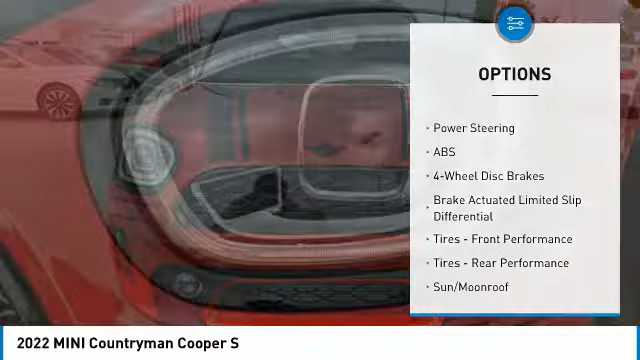 OPTIONS
· Power Steering
· ABS
· 4-Wheel Disc Brakes
· Brake Actuated Limited Slip
Differential
· Tires - Front Performance
· Tires - Rear Performance
· Sun/Moonroof
2022 MINI Countryman Cooper S